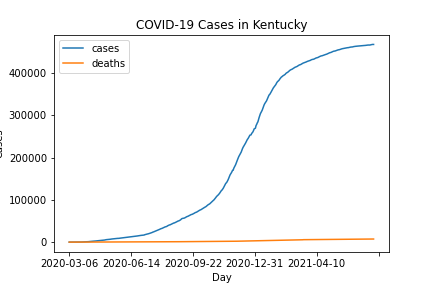 COVID-19 Cases in Kentucky
cases
deaths
400000
300000
200000
100000
0
2020-03-06 2020-06-14 2020-09-22 2020-12-31 2021-04-10
Day
Cases